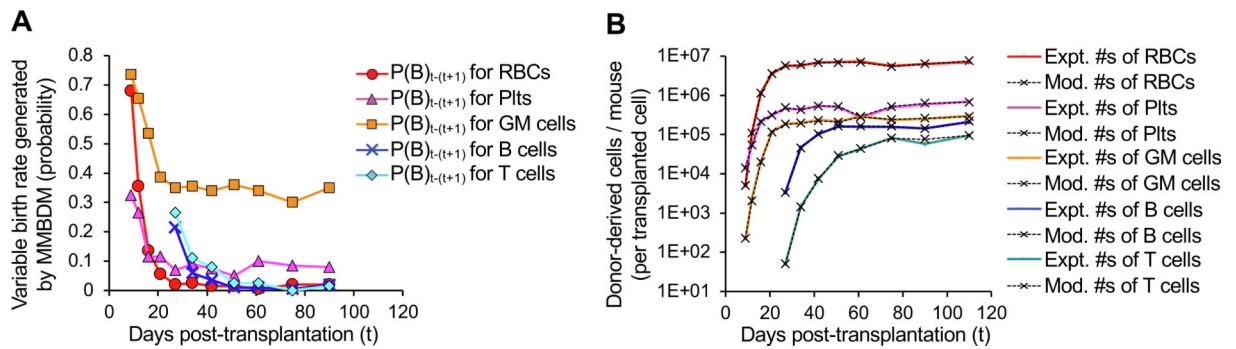 A
Variable birth rate generated
by MMBDM (probability)
0.8
0.7
0.6
0.5
0.4
0.3
0.2
0.1
0
0 20 40 60 80 100 120
Days post-transplantation (t)
P(B)t-(t+1) for RBCs
P(B)t-(t+1) for Plts
P(B)t-(t+1) for GM cells
P(B)t-(t+1) for B cells
P(B)t-(t+1) for T cells
B
Donor-derived cells / mouse
(per transplanted cell)
1E+07
1E+06
1E+05
1E+04
1E+03
1E+02
1E+01
0 20 40 60 80 100 120
Days post-transplantation (t)
Expt. #s of RBCs
Mod. #s of RBCs
Expt. #s of Plts
Mod. #s of Plts
Expt. #s of GM cells
Mod. #s of GM cells
Expt. #s of B cells
Mod. #s of B cells
Expt. #s of T cells
Mod. #s of T cells